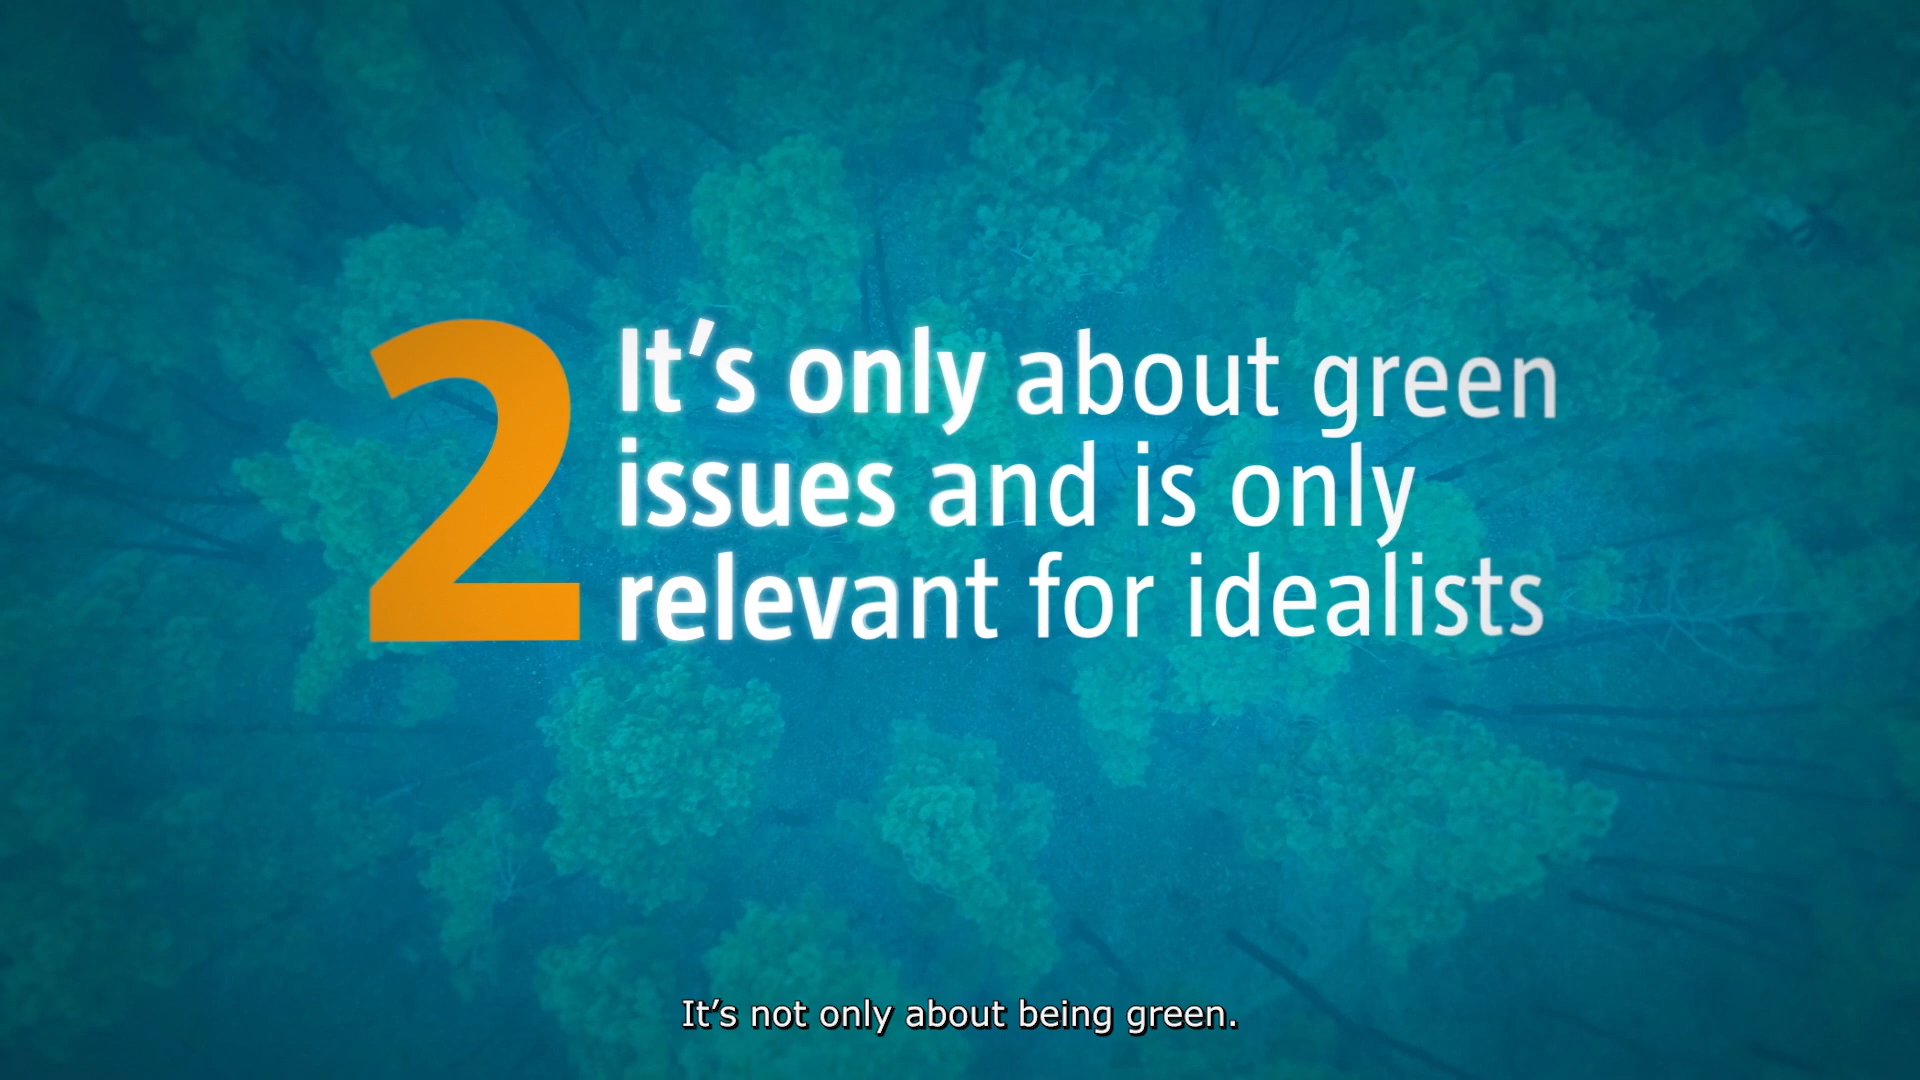 2
It’s only about green
issues and is only
relevant for idealists
It’s not only about being green.